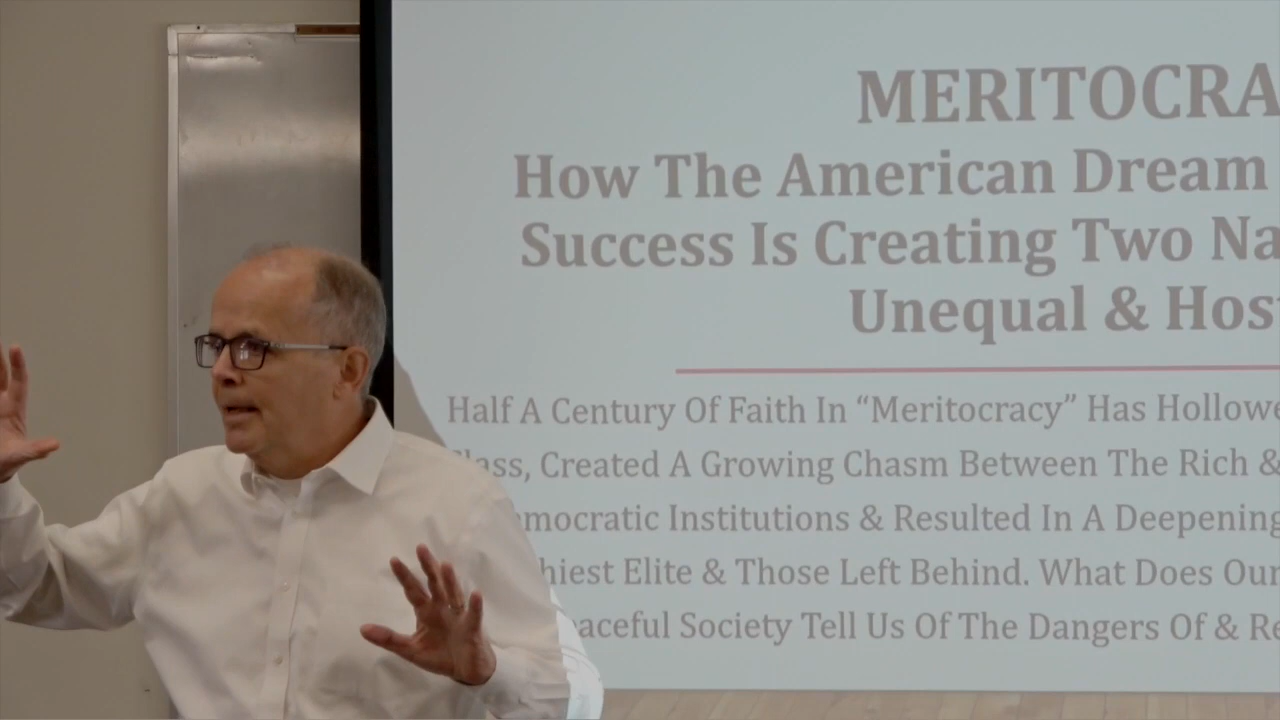 MERITOCRA
How The American Dream
Success Is Creating Two Na
Unequal & Hos
Half A Century Of Faith In “Meritocracy” Has Hollowe
Class, Created A Growing Chasm Between The Rich &
mocratic Institutions & Resulted In A Deepening
hiest Elite & Those Left Behind. What Does Our
aceful Society Tell Us Of The Dangers Of & Re